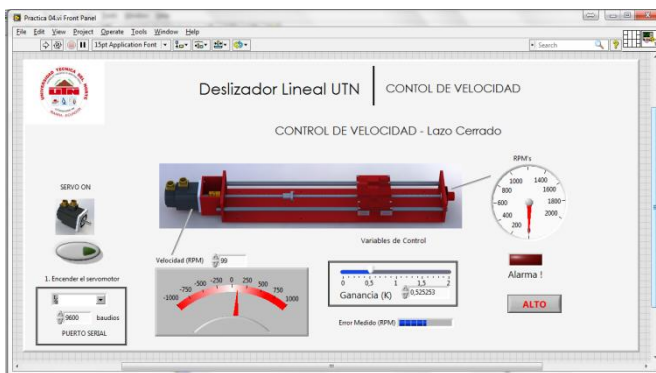 Practica 04.vi Front Panel
File Edit View Project Operate Tools Window Help
15pt Application Font
Search
UTN
Deslizador Lineal UTN
CONTOL DE VELOCIDAD
CONTROL DE VELOCIDAD - Lazo Cerrado
SERVO ON
1. Encender el servomotor
9600 baudios
PUERTO SERIAL
Velocidad (RPM) 99
-1000 -750 -500 -250 0 250 500 750 1000
Variables de Control
0 0,5 1 1,5 2
Ganancia (K) 0,525253
Error Medido (RPM)
RPM's
200 400 600 800 1000 1400 1600 1800 2000
Alarma !
ALTO